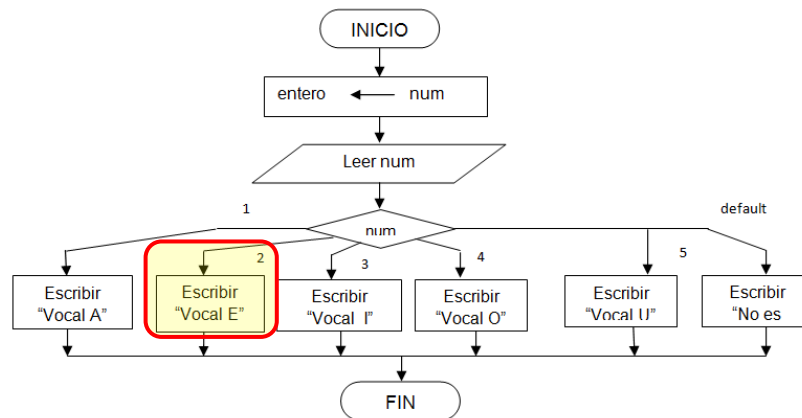 INICIO
entero ← num
Leer num
1
default
num
2
3
4
5
Escribir
"Vocal A"
Escribir
"Vocal E"
Escribir
"Vocal I"
Escribir
"Vocal O"
Escribir
"Vocal U"
Escribir
"No es
FIN